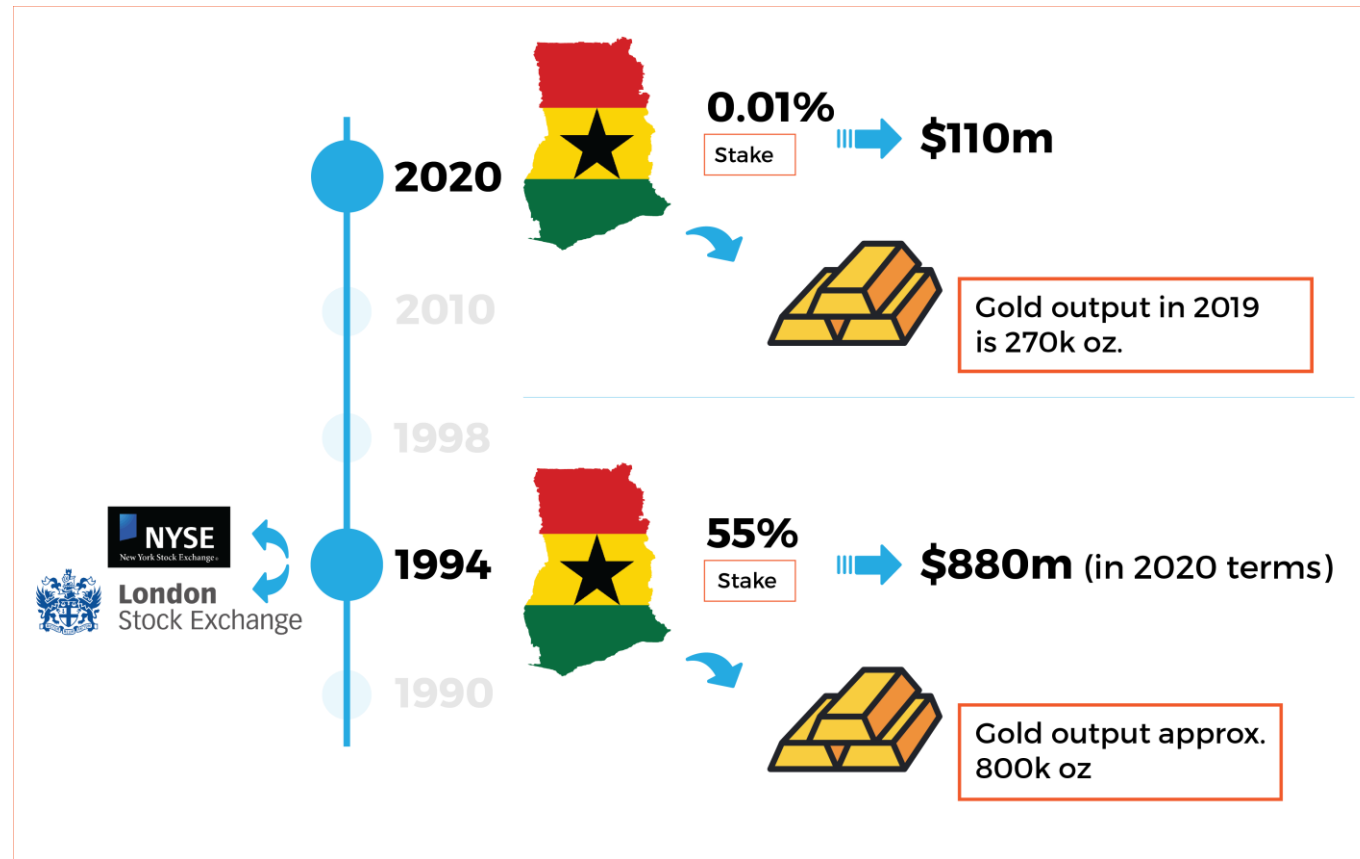 2020
0.01%
Stake
$110m
Gold output in 2019
is 270k oz.
2010
1998
NYSE
New York Stock Exchange®
London
Stock Exchange
1994
55%
Stake
$880m (in 2020 terms)
Gold output approx.
800k oz
1990